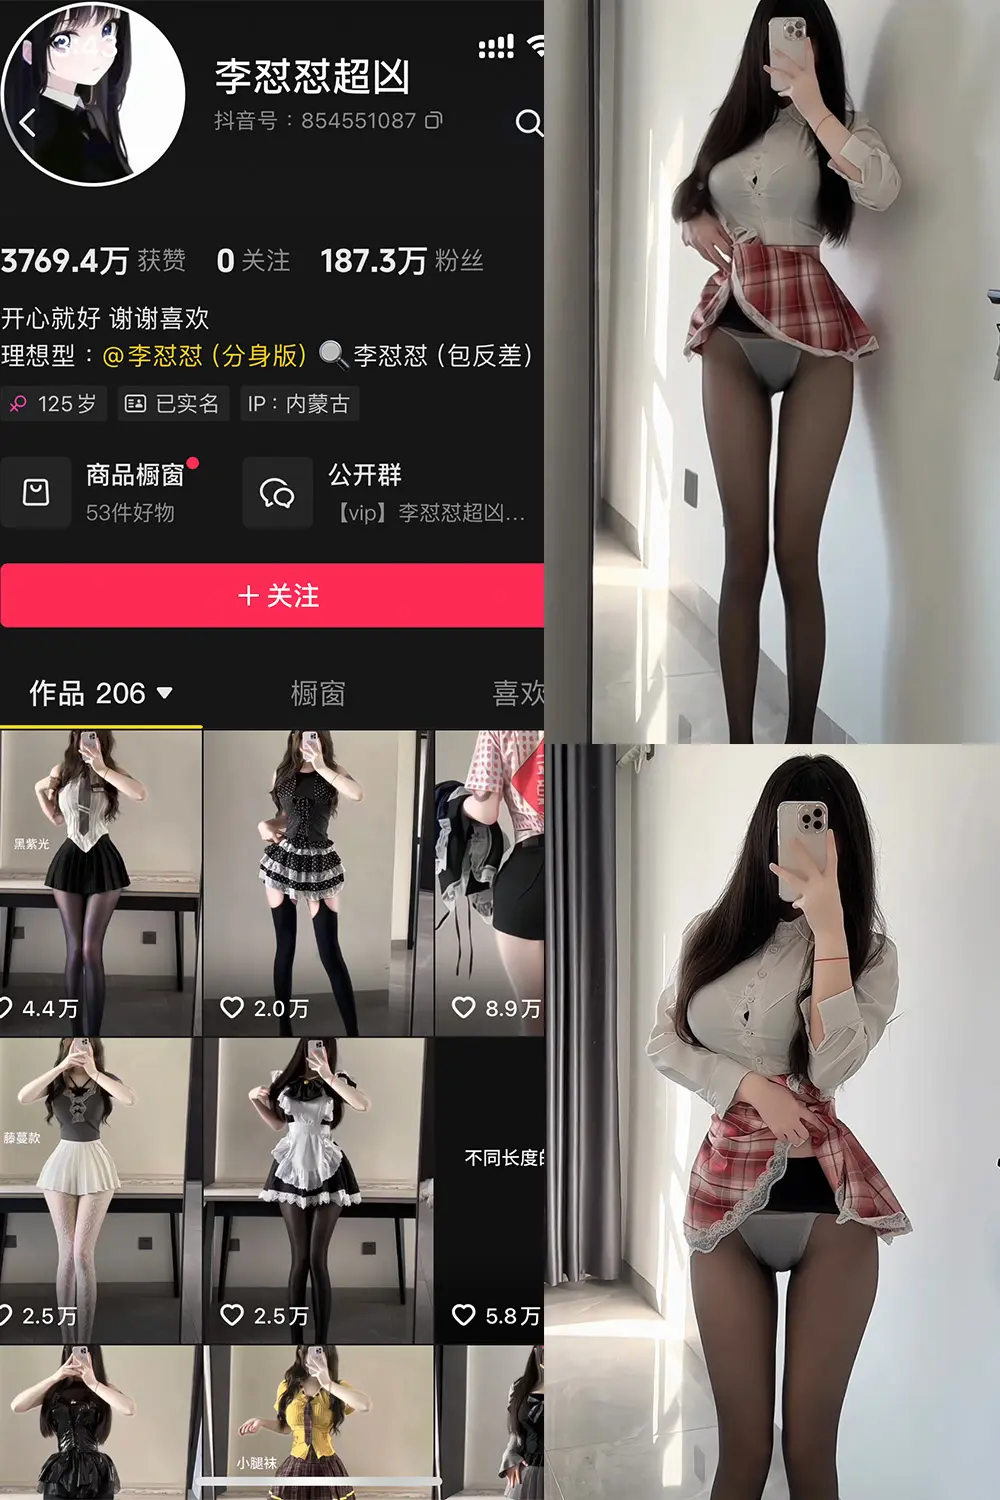 3:43
李怼怼超凶
抖音号：854551087
3769.4万 获赞 0 关注 187.3万 粉丝
开心就好 谢谢喜欢
理想型：@李怼怼（分身版）🔍李怼怼（包反差）
125岁 已实名 IP：内蒙古
商品橱窗
53件好物
公开群
【vip】李怼怼超凶...
+ 关注
作品 206 橱窗 喜欢
黑紫光
4.4万 2.0万 8.9万
藤蔓款
不同长度的
2.5万 2.5万 5.8万
小腿袜